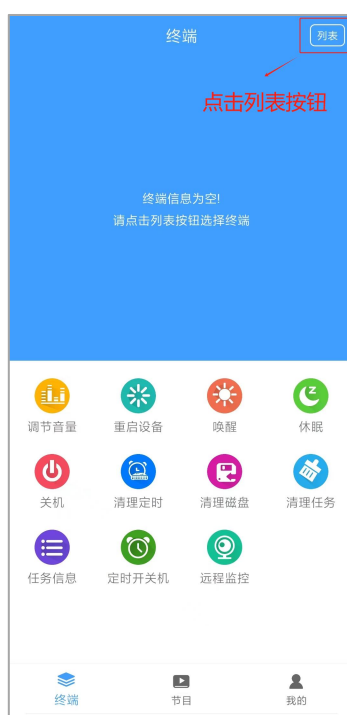 终端
列表
点击列表按钮
终端信息为空!
请点击列表按钮选择终端
调节音量
重启设备
唤醒
休眠
关机
清理定时
清理磁盘
清理任务
任务信息
定时开关机
远程监控
终端
节目
我的